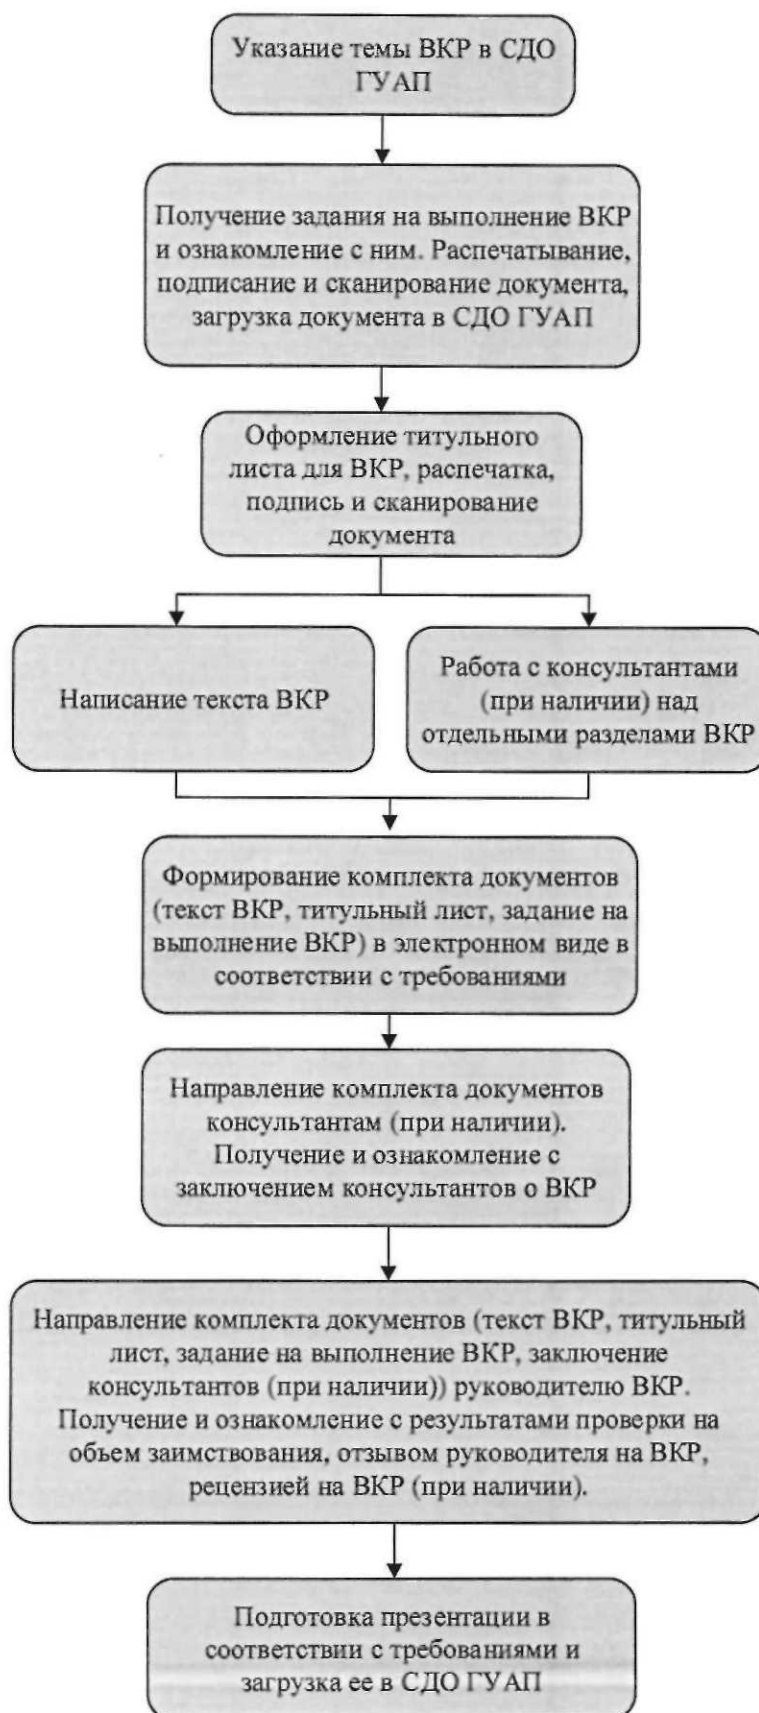 Указание темы ВКР в СДО
ГУАП
Получение задания на выполнение ВКР
и ознакомление с ним. Распечатывание,
подписание и сканирование документа,
загрузка документа в СДО ГУАП
Оформление титульного
листа для ВКР, распечатка,
подпись и сканирование
документа
Написание текста ВКР
Работа с консультантами
(при наличии) над
отдельными разделами ВКР
Формирование комплекта документов
(текст ВКР, титульный лист, задание на
выполнение ВКР) в электронном виде в
соответствии с требованиями
Направление комплекта документов
консультантам (при наличии).
Получение и ознакомление с
заключением консультантов о ВКР
Направление комплекта документов (текст ВКР, титульный
лист, задание на выполнение ВКР, заключение
консультантов (при наличии)) руководителю ВКР.
Получение и ознакомление с результатами проверки на
объем заимствования, отзывом руководителя на ВКР,
рецензией на ВКР (при наличии).
Подготовка презентации в
соответствии с требованиями и
загрузка ее в СДО ГУАП